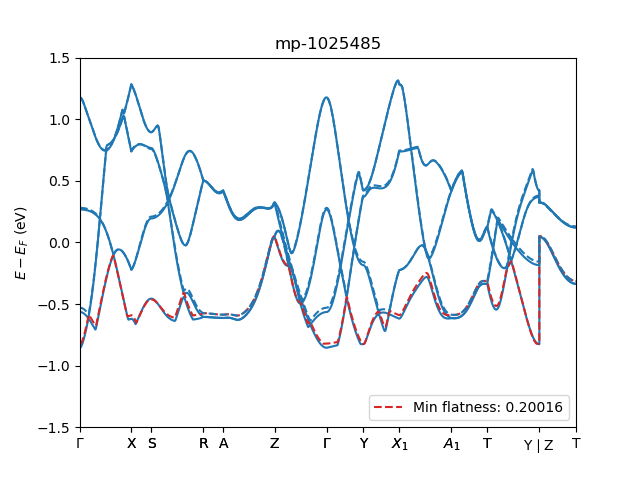 mp-1025485
E − E_F (eV)
1.5
1.0
0.5
0.0
−0.5
−1.0
−1.5
Min flatness: 0.20016
Γ X S R A Z Γ Y X₁ A₁ T Y | Z T